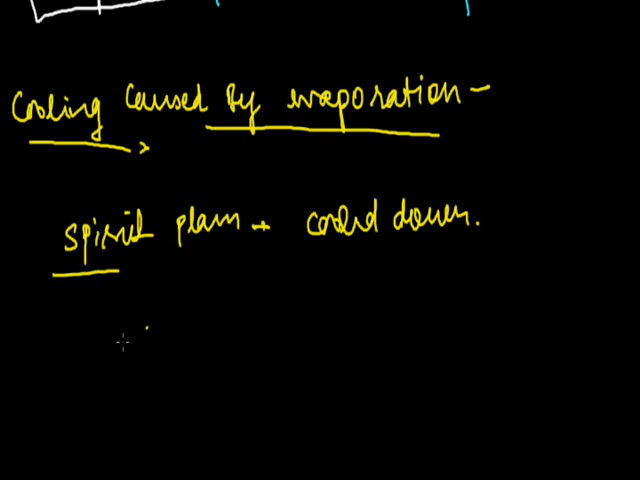 Cooling caused By evaporation -
spirit plam → cooled down.